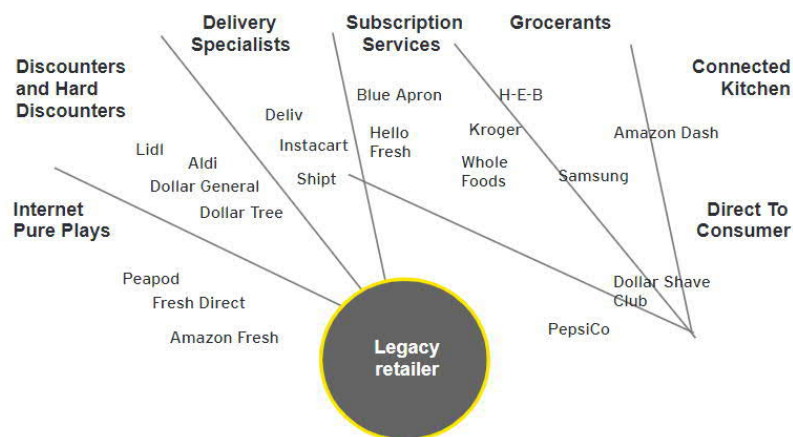 Delivery
Specialists
Subscription
Services
Grocerants
Discounters
and Hard
Discounters
Connected
Kitchen
Blue Apron
H-E-B
Deliv
Hello
Fresh
Kroger
Amazon Dash
Lidl
Aldi
Instacart
Whole
Foods
Samsung
Dollar General
Shipt
Dollar Tree
Internet
Pure Plays
Direct To
Consumer
Peapod
Fresh Direct
Amazon Fresh
Dollar Shave
Club
PepsiCo
Legacy
retailer